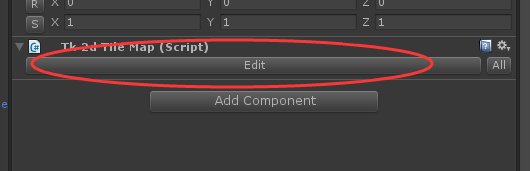 R X 0 Y 0 Z 0
S X 1 Y 1 Z 1
Tk 2d Tile Map (Script)
Edit All
Add Component
e